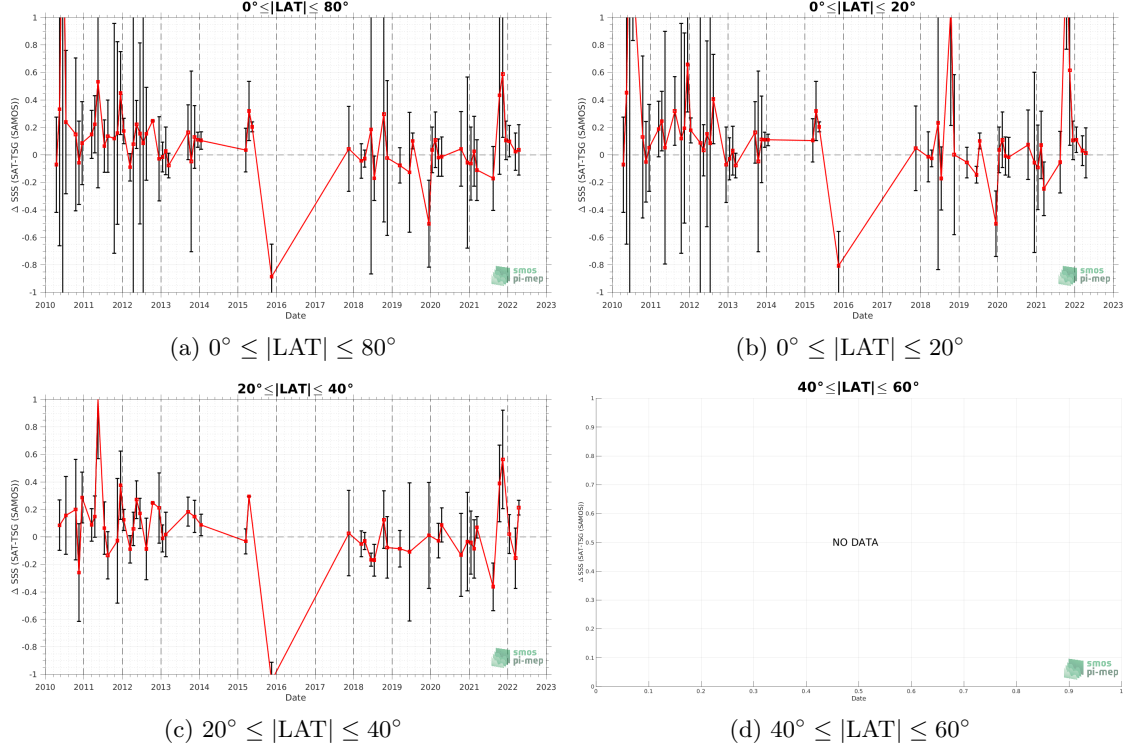 0°≤|LAT|≤ 80°
Δ SSS (SAT-TSG (SAMOS))
1
0.8
0.6
0.4
0.2
0
-0.2
-0.4
-0.6
-0.8
-1
2010 2011 2012 2013 2014 2015 2016 2017 2018 2019 2020 2021 2022 2023
Date
smos
pi-mep
(a) 0° ≤ |LAT| ≤ 80°
0°≤|LAT|≤ 20°
Δ SSS (SAT-TSG (SAMOS))
1
0.8
0.6
0.4
0.2
0
-0.2
-0.4
-0.6
-0.8
-1
2010 2011 2012 2013 2014 2015 2016 2017 2018 2019 2020 2021 2022 2023
Date
smos
pi-mep
(b) 0° ≤ |LAT| ≤ 20°
20°≤|LAT|≤ 40°
Δ SSS (SAT-TSG (SAMOS))
1
0.8
0.6
0.4
0.2
0
-0.2
-0.4
-0.6
-0.8
-1
2010 2011 2012 2013 2014 2015 2016 2017 2018 2019 2020 2021 2022 2023
Date
smos
pi-mep
(c) 20° ≤ |LAT| ≤ 40°
40°≤|LAT|≤ 60°
Δ SSS (SAT-TSG (SAMOS))
1
0.9
0.8
0.7
0.6
0.5
0.4
0.3
0.2
0.1
0
NO DATA
0 0.1 0.2 0.3 0.4 0.5 0.6 0.7 0.8 0.9 1
Date
smos
pi-mep
(d) 40° ≤ |LAT| ≤ 60°